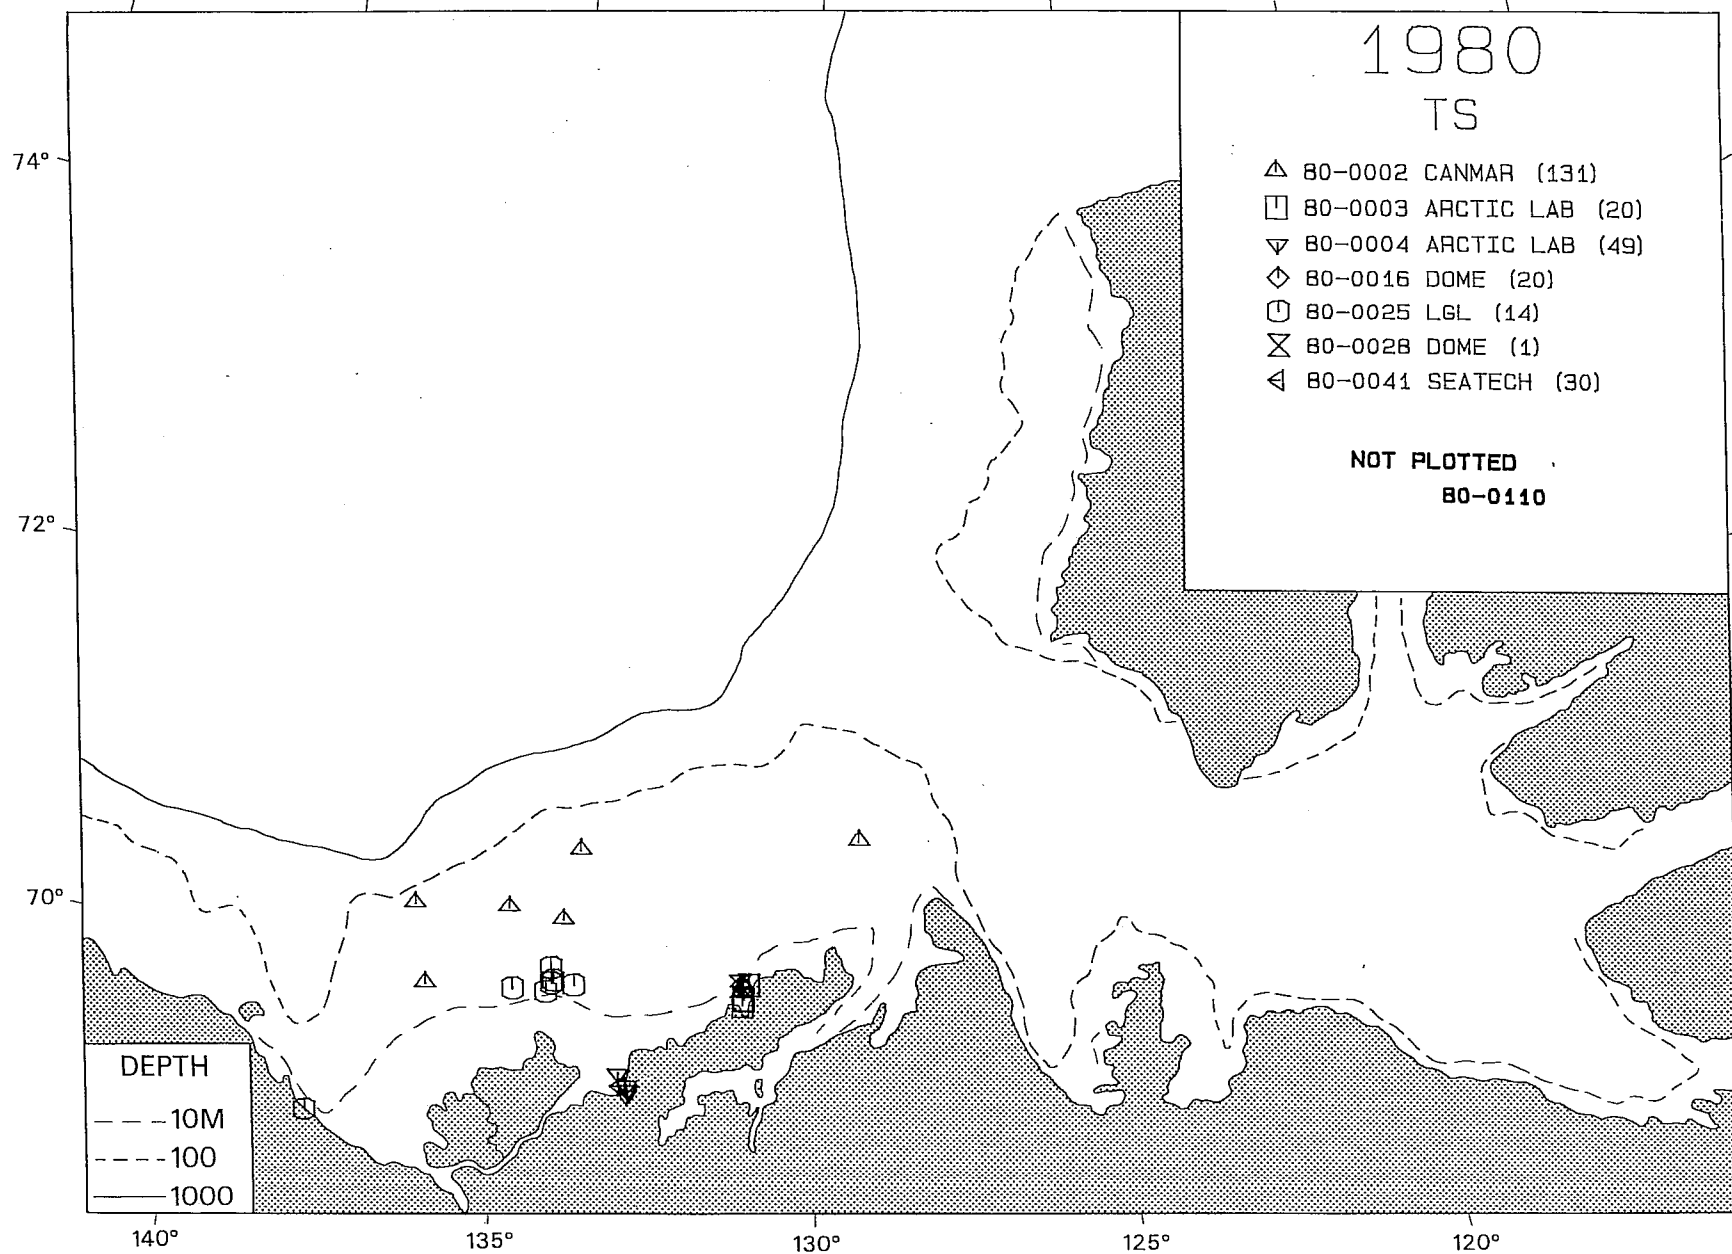 1980
TS
80-0002 CANMAR (131)
80-0003 ARCTIC LAB (20)
80-0004 ARCTIC LAB (49)
80-0016 DOME (20)
80-0025 LGL (14)
80-0028 DOME (1)
80-0041 SEATECH (30)
NOT PLOTTED
80-0110
74°
72°
70°
DEPTH
10M
100
1000
140°
135°
130°
125°
120°